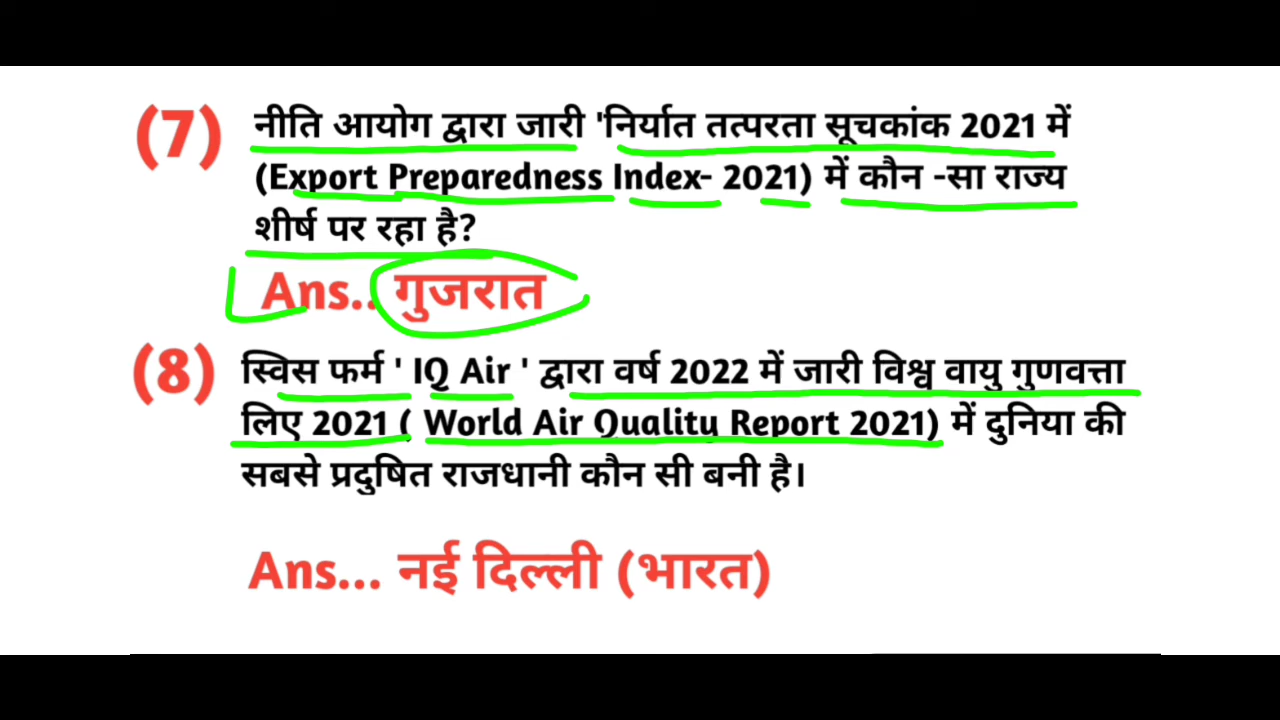 (7) नीति आयोग द्वारा जारी 'निर्यात तत्परता सूचकांक 2021 में
(Export Preparedness Index- 2021) में कौन -सा राज्य
शीर्ष पर रहा है?
Ans.. गुजरात
(8) स्विस फर्म ' IQ Air ' द्वारा वर्ष 2022 में जारी विश्व वायु गुणवत्ता
लिए 2021 ( World Air Quality Report 2021) में दुनिया की
सबसे प्रदुषित राजधानी कौन सी बनी है।
Ans... नई दिल्ली (भारत)